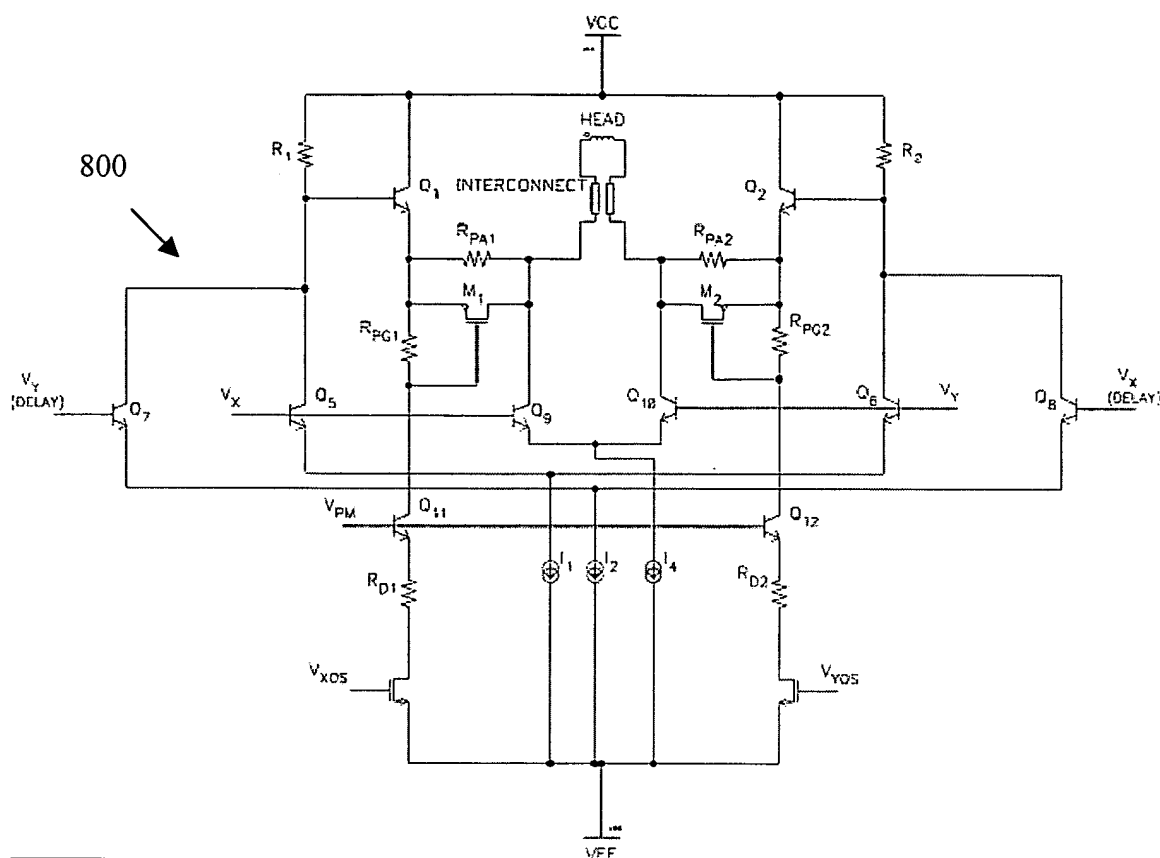 VCC
HEAD
800
R1
Q1
INTERCONNECT
Q2
R2
RPA1
RPA2
M1
M2
RPG1
RPG2
VY
(DELAY)
Q7
VX
Q5
Q9
Q10
Q6
VY
Q8
VX
(DELAY)
VPM
Q11
Q12
I1
I2
I4
RD1
RD2
VXOS
VYOS
VEE